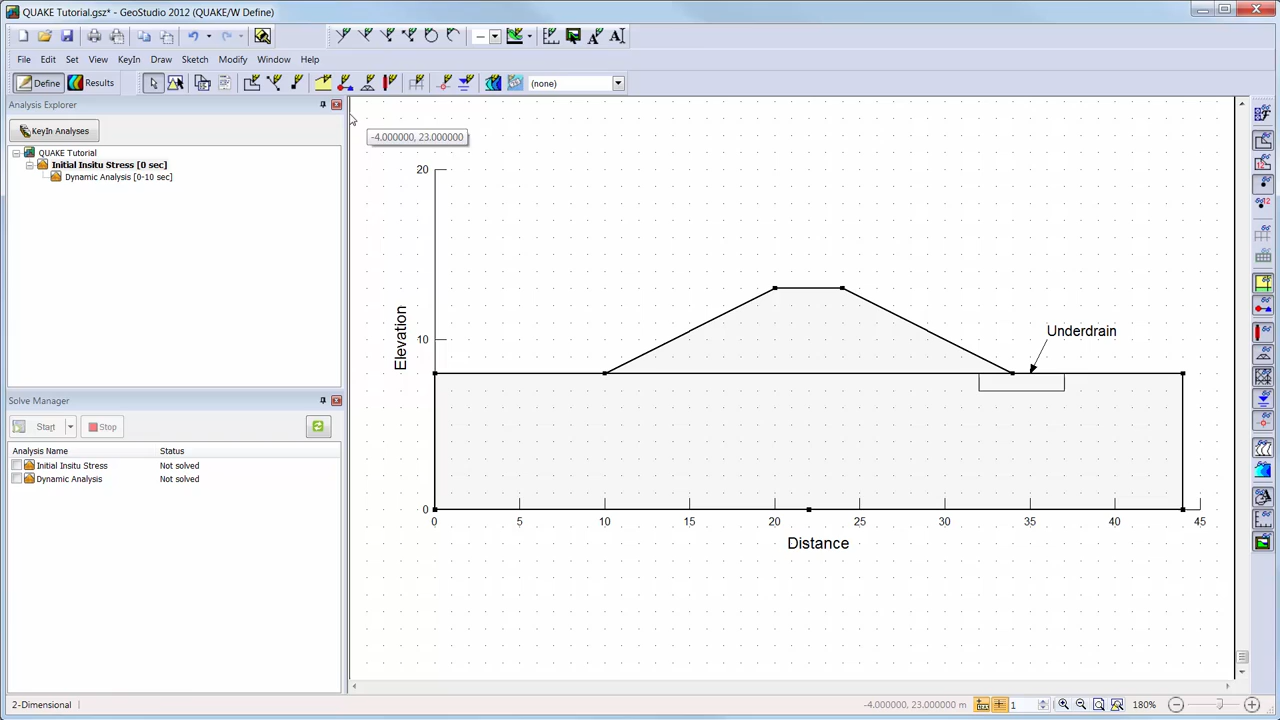 QUAKE Tutorial.gsz* - GeoStudio 2012 (QUAKE/W Define)
File Edit Set View KeyIn Draw Sketch Modify Window Help
Define Results (none)
Analysis Explorer
KeyIn Analyses
QUAKE Tutorial
Initial Insitu Stress [0 sec]
Dynamic Analysis [0-10 sec]
-4.000000, 23.000000
20
10
0
Elevation
Underdrain
0 5 10 15 20 25 30 35 40 45
Distance
Solve Manager
Start Stop
Analysis Name Status
Initial Insitu Stress Not solved
Dynamic Analysis Not solved
2-Dimensional
-4.000000, 23.000000 m 1 180%